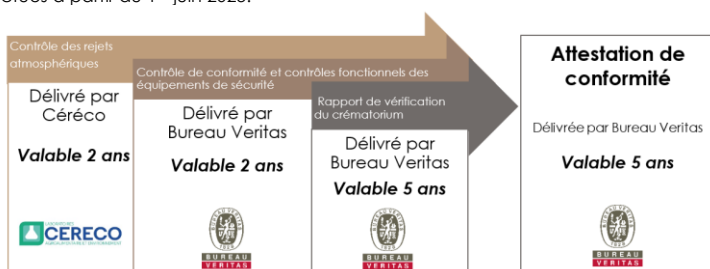 Contrôle des rejets
atmosphériques
Délivré par
Céréco
Valable 2 ans
CERECO
Contrôle de conformité et contrôles fonctionnels des
équipements de sécurité
Délivré par
Bureau Veritas
Valable 2 ans
BUREAU
VERITAS
Rapport de vérification
du crématorium
Délivré par
Bureau Veritas
Valable 5 ans
BUREAU
VERITAS
Attestation de
conformité
Délivrée par Bureau Veritas
Valable 5 ans
BUREAU
VERITAS